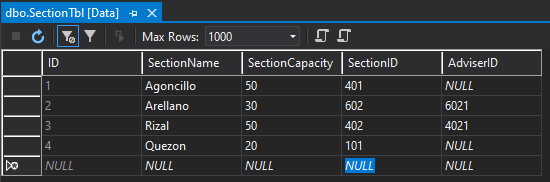 dbo.SectionTbl [Data]
Max Rows: 1000
ID SectionName SectionCapacity SectionID AdviserID
1 Agoncillo 50 401 NULL
2 Arellano 30 602 6021
3 Rizal 50 402 4021
4 Quezon 20 101 NULL
NULL NULL NULL NULL NULL